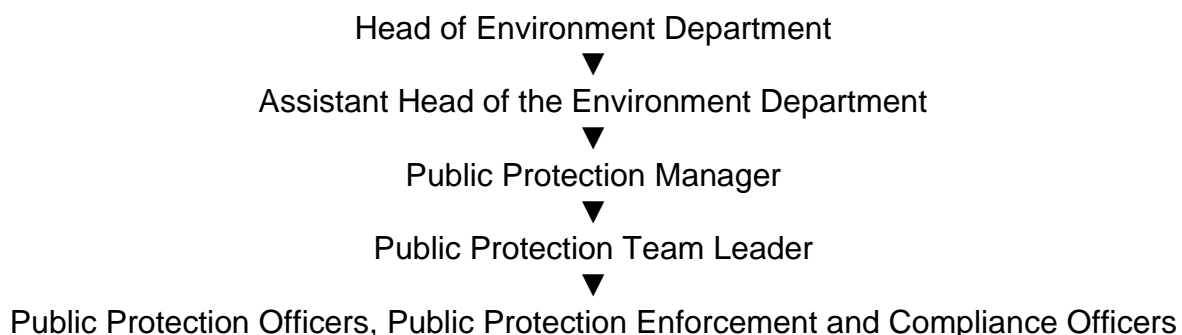 Head of Environment Department
▼
Assistant Head of the Environment Department
▼
Public Protection Manager
▼
Public Protection Team Leader
▼
Public Protection Officers, Public Protection Enforcement and Compliance Officers